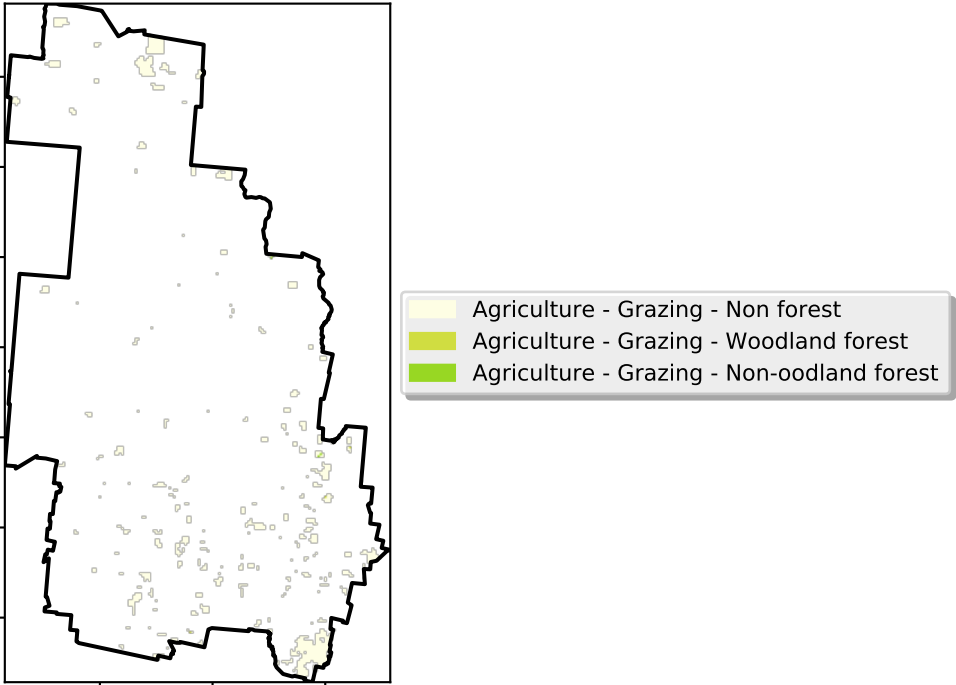 Agriculture - Grazing - Non forest
Agriculture - Grazing - Woodland forest
Agriculture - Grazing - Non-oodland forest